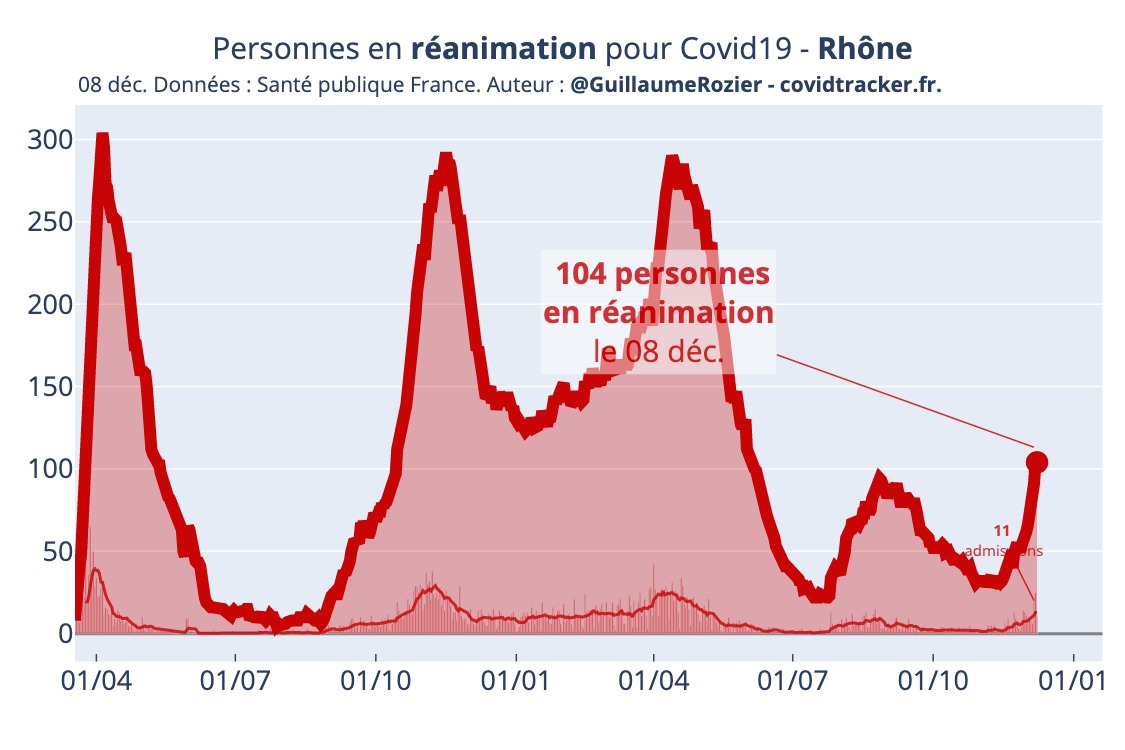 Personnes en réanimation pour Covid19 - Rhône
08 déc. Données : Santé publique France. Auteur : @GuillaumeRozier - covidtracker.fr.
300
250
200
150
100
50
0
104 personnes
en réanimation
le 08 déc.
11
admissions
01/04
01/07
01/10
01/01
01/04
01/07
01/10
01/01